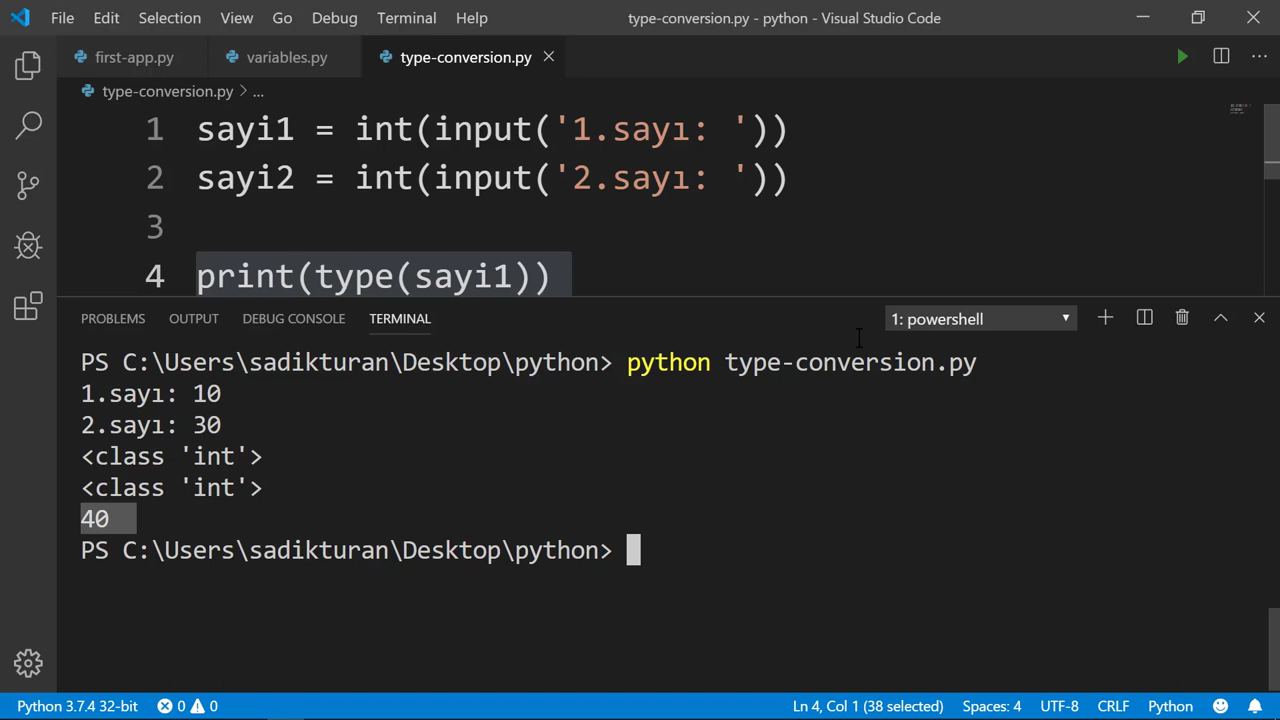 File Edit Selection View Go Debug Terminal Help type-conversion.py - python - Visual Studio Code
first-app.py variables.py type-conversion.py
type-conversion.py > ...
1 sayi1 = int(input('1.sayı: '))
2 sayi2 = int(input('2.sayı: '))
3
4 print(type(sayi1))
PROBLEMS OUTPUT DEBUG CONSOLE TERMINAL 1: powershell
PS C:\Users\sadikturan\Desktop\python> python type-conversion.py
1.sayı: 10
2.sayı: 30
<class 'int'>
<class 'int'>
40
PS C:\Users\sadikturan\Desktop\python>
Python 3.7.4 32-bit 0 0 Ln 4, Col 1 (38 selected) Spaces: 4 UTF-8 CRLF Python